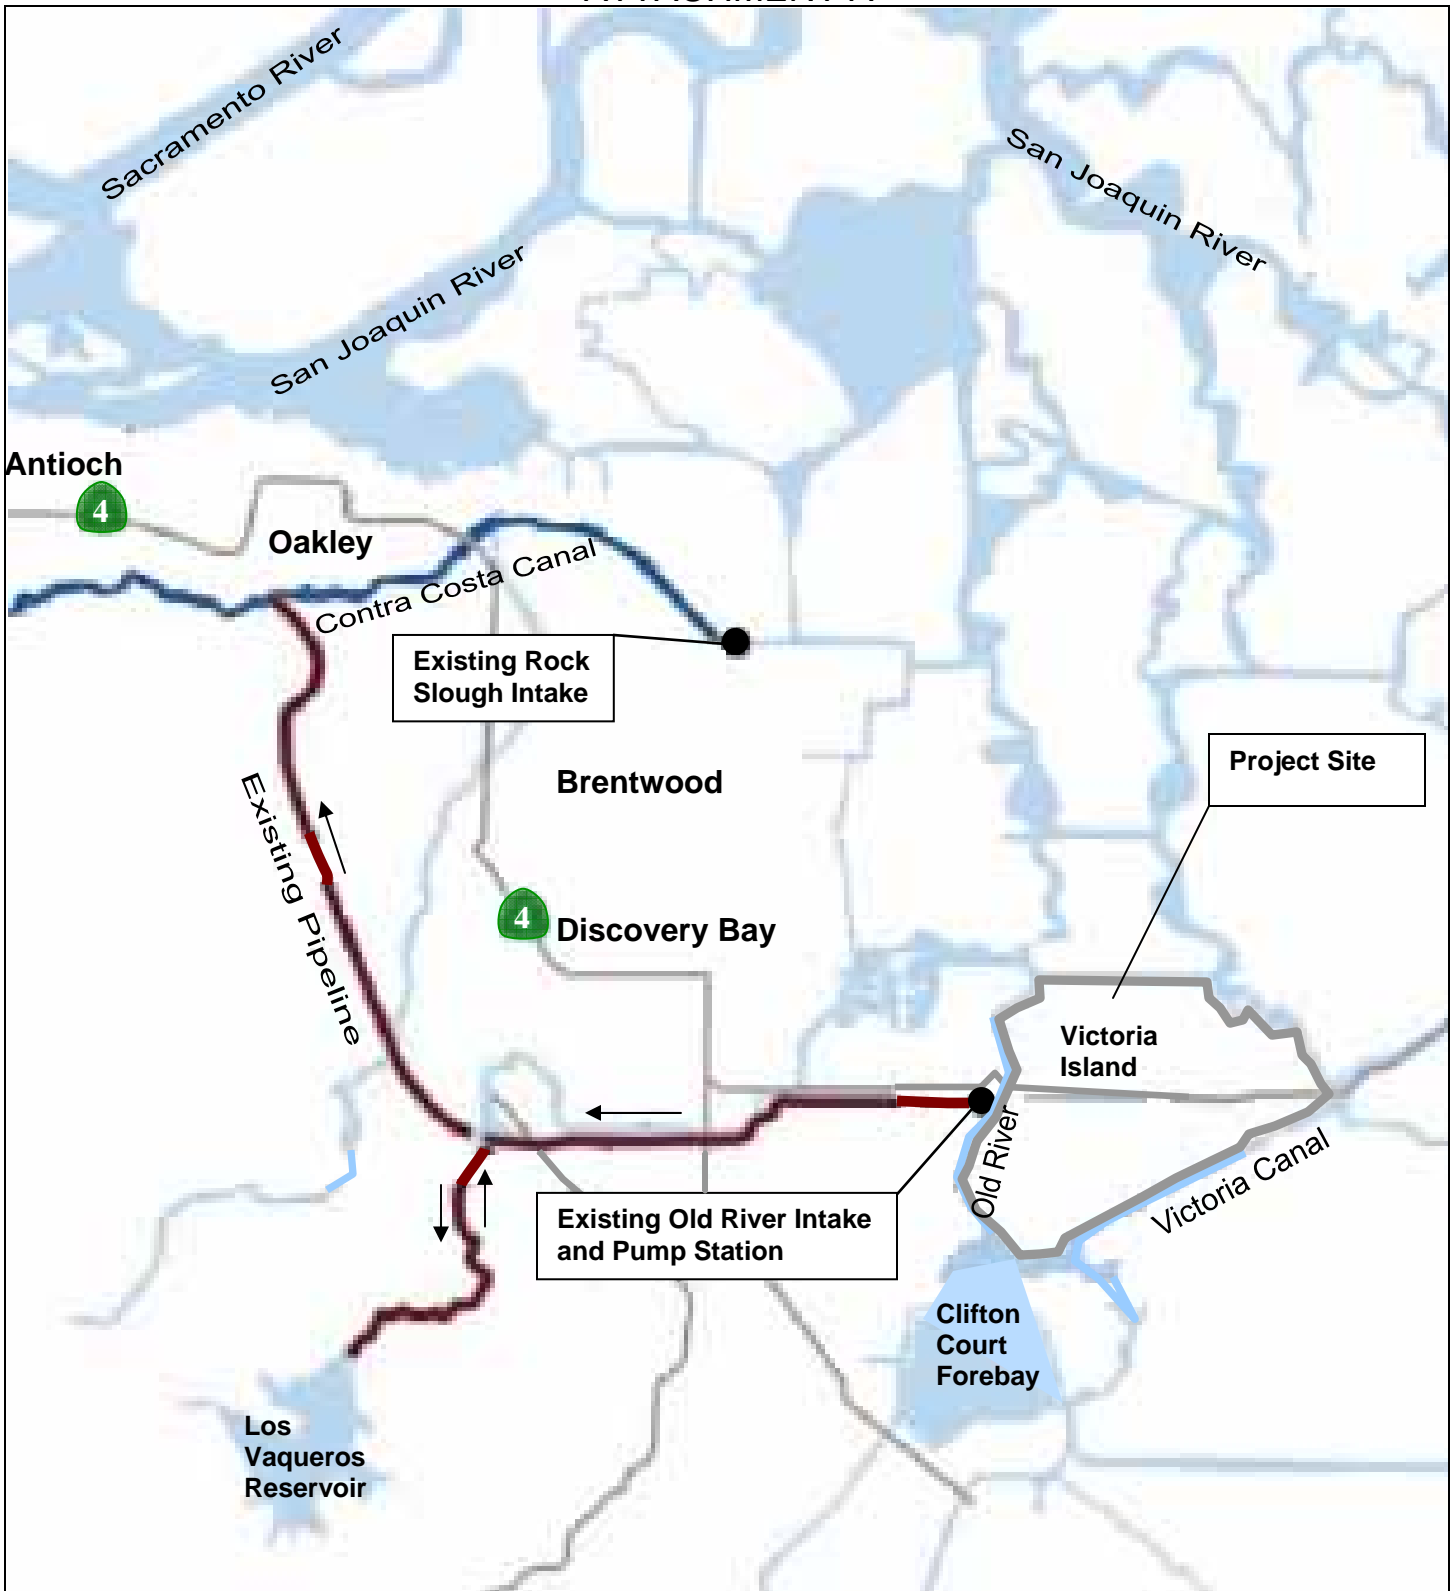 Sacramento River
San Joaquin River
San Joaquin River
Antioch
4
Oakley
Contra Costa Canal
Existing Rock
Slough Intake
Project Site
Brentwood
Existing Pipeline
4
Discovery Bay
Victoria
Island
Old River
Victoria Canal
Existing Old River Intake
and Pump Station
Clifton
Court
Forebay
Los
Vaqueros
Reservoir